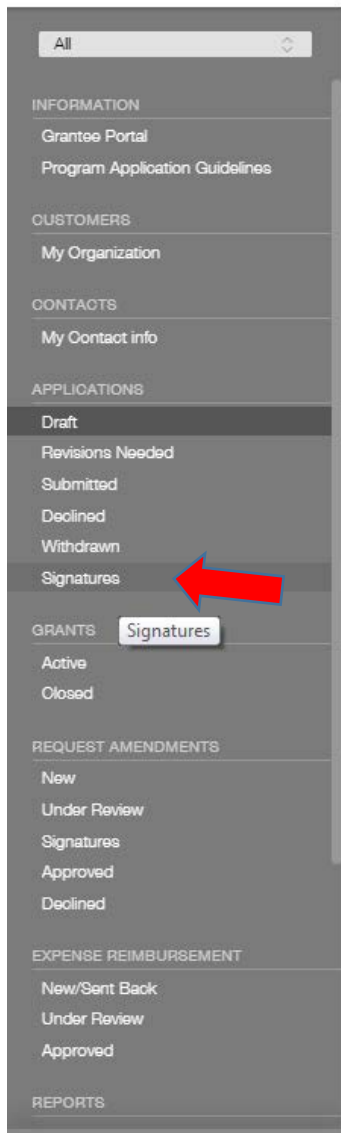 All
INFORMATION
Grantee Portal
Program Application Guidelines
CUSTOMERS
My Organization
CONTACTS
My Contact info
APPLICATIONS
Draft
Revisions Needed
Submitted
Declined
Withdrawn
Signatures
GRANTS
Signatures
Active
Closed
REQUEST AMENDMENTS
New
Under Review
Signatures
Approved
Declined
EXPENSE REIMBURSEMENT
New/Sent Back
Under Review
Approved
REPORTS